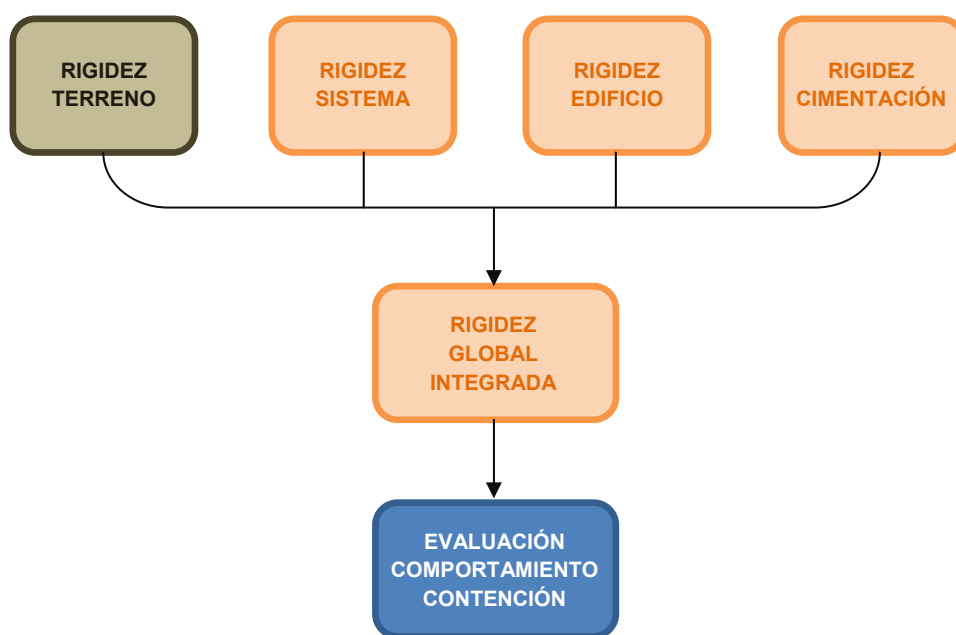 RIGIDEZ
TERRENO
RIGIDEZ
SISTEMA
RIGIDEZ
EDIFICIO
RIGIDEZ
CIMENTACIÓN
RIGIDEZ
GLOBAL
INTEGRADA
EVALUACIÓN
COMPORTAMIENTO
CONTENCIÓN